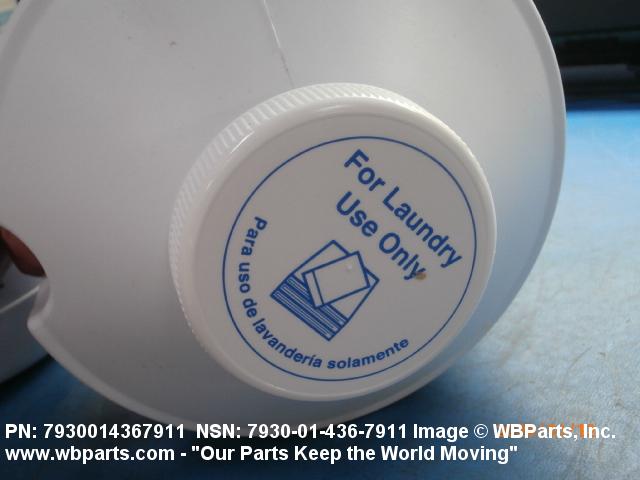 For Laundry
Use Only
Para uso de lavandería solamente
PN: 7930014367911 NSN: 7930-01-436-7911 Image © WBParts, Inc.
www.wbparts.com - "Our Parts Keep the World Moving"